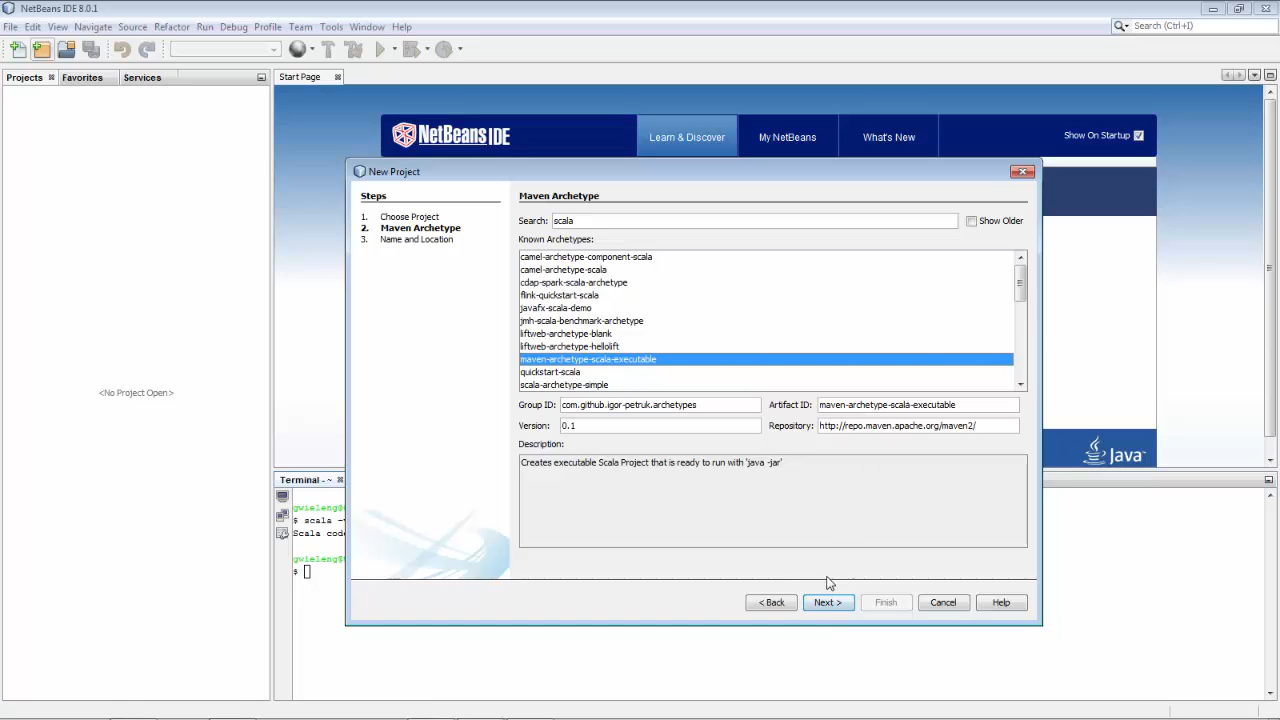 NetBeans IDE 8.0.1
File Edit View Navigate Source Refactor Run Debug Profile Team Tools Window Help
Search (Ctrl+I)
Projects Favorites Services
Start Page
NetBeans IDE
Learn & Discover
My NetBeans
What's New
Show On Startup
New Project
Steps
1. Choose Project
2. Maven Archetype
3. Name and Location
Maven Archetype
Search: scala
Show Older
Known Archetypes:
camel-archetype-component-scala
camel-archetype-scala
cdap-spark-scala-archetype
flink-quickstart-scala
javafx-scala-demo
jmh-scala-benchmark-archetype
liftweb-archetype-blank
liftweb-archetype-hellolift
maven-archetype-scala-executable
quickstart-scala
scala-archetype-simple
Group ID: com.github.igor-petruk.archetypes
Artifact ID: maven-archetype-scala-executable
Version: 0.1
Repository: http://repo.maven.apache.org/maven2/
Description:
Creates executable Scala Project that is ready to run with 'java -jar'
< Back
Next >
Finish
Cancel
Help
<No Project Open>
Java
Terminal - ~
gwieleng@
$ scala -
Scala cod
gwieleng@
$